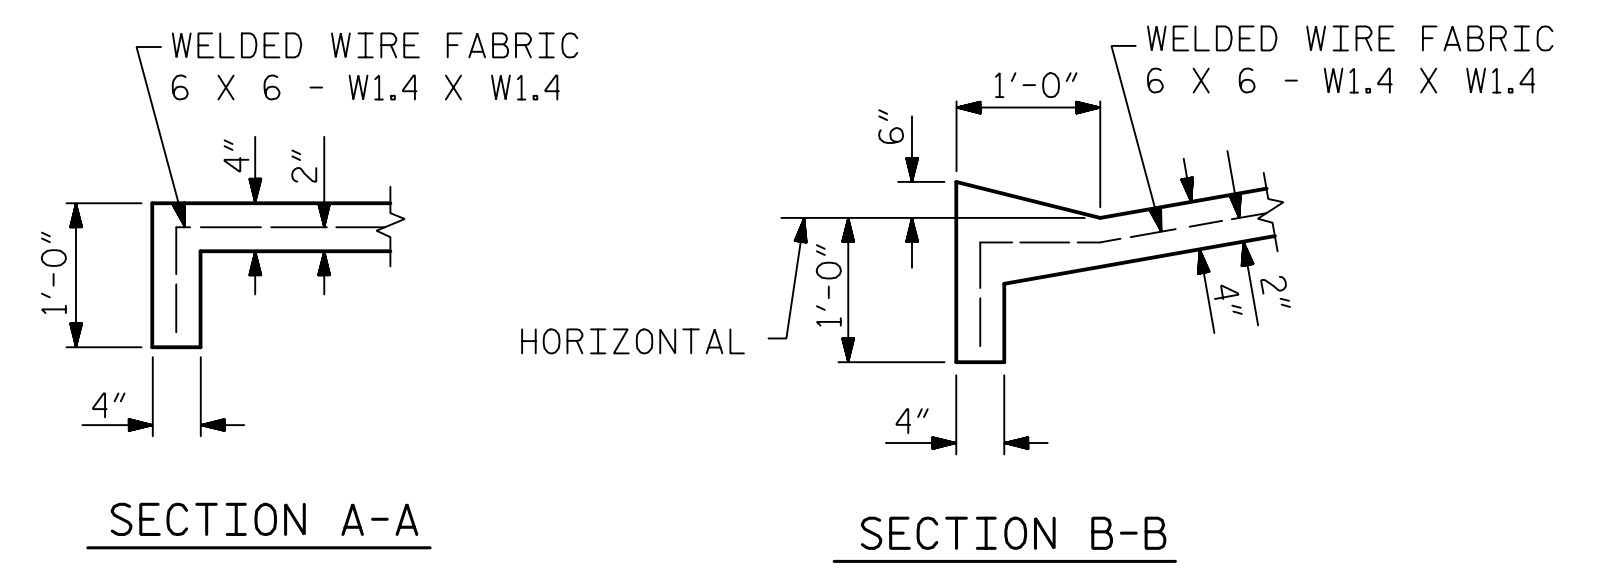 WELDED WIRE FABRIC
6 X 6 - W1.4 X W1.4
4"
2"
1'-0"
4"
SECTION A-A
WELDED WIRE FABRIC
6 X 6 - W1.4 X W1.4
1'-0"
6"
1'-0"
HORIZONTAL
4"
2"
4"
SECTION B-B